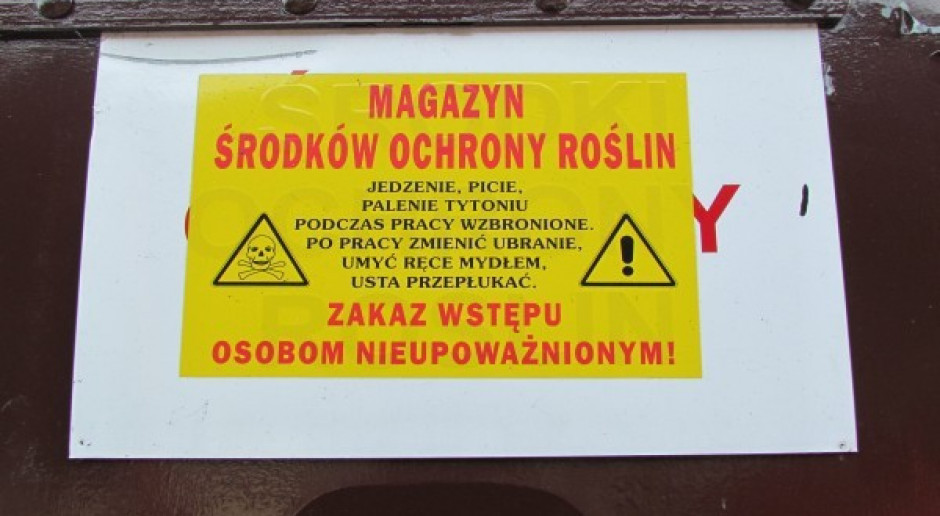 MAGAZYN
ŚRODKÓW OCHRONY ROŚLIN
JEDZENIE, PICIE,
PALENIE TYTONIU
PODCZAS PRACY WZBRONIONE.
PO PRACY ZMIENIĆ UBRANIE,
UMYĆ RĘCE MYDŁEM,
USTA PRZEPŁUKAĆ.
ZAKAZ WSTĘPU
OSOBOM NIEUPOWAŻNIONYM!